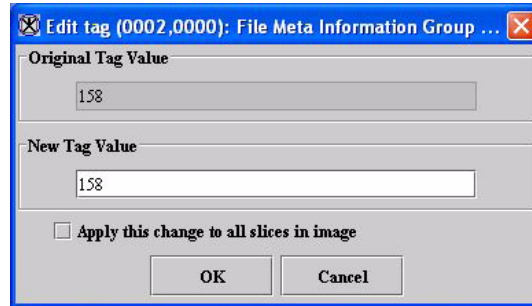 Edit tag (0002,0000): File Meta Information Group ...
Original Tag Value
158
New Tag Value
158
Apply this change to all slices in image
OK Cancel